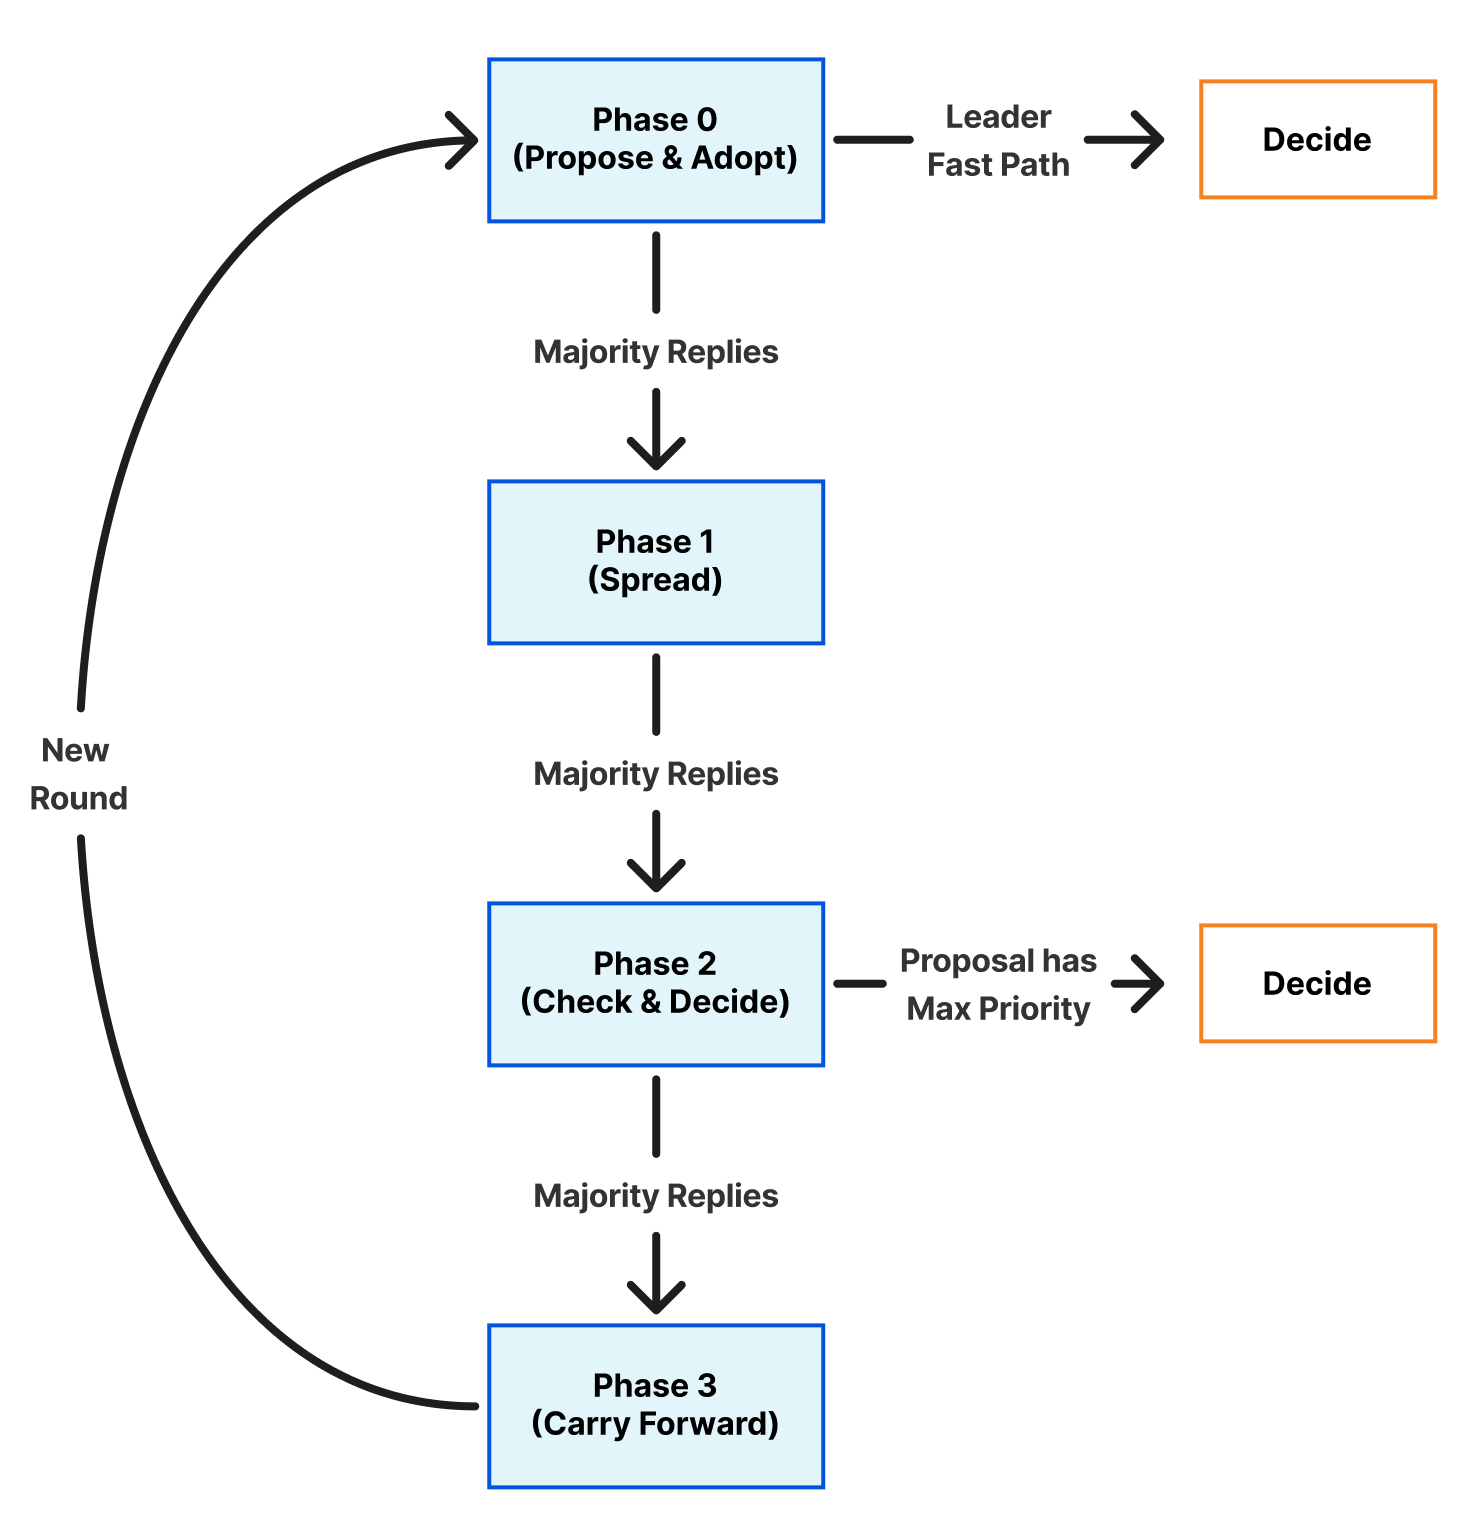 Phase 0
(Propose & Adopt)
Leader
Fast Path
Decide
Majority Replies
Phase 1
(Spread)
New
Round
Majority Replies
Phase 2
(Check & Decide)
Proposal has
Max Priority
Decide
Majority Replies
Phase 3
(Carry Forward)